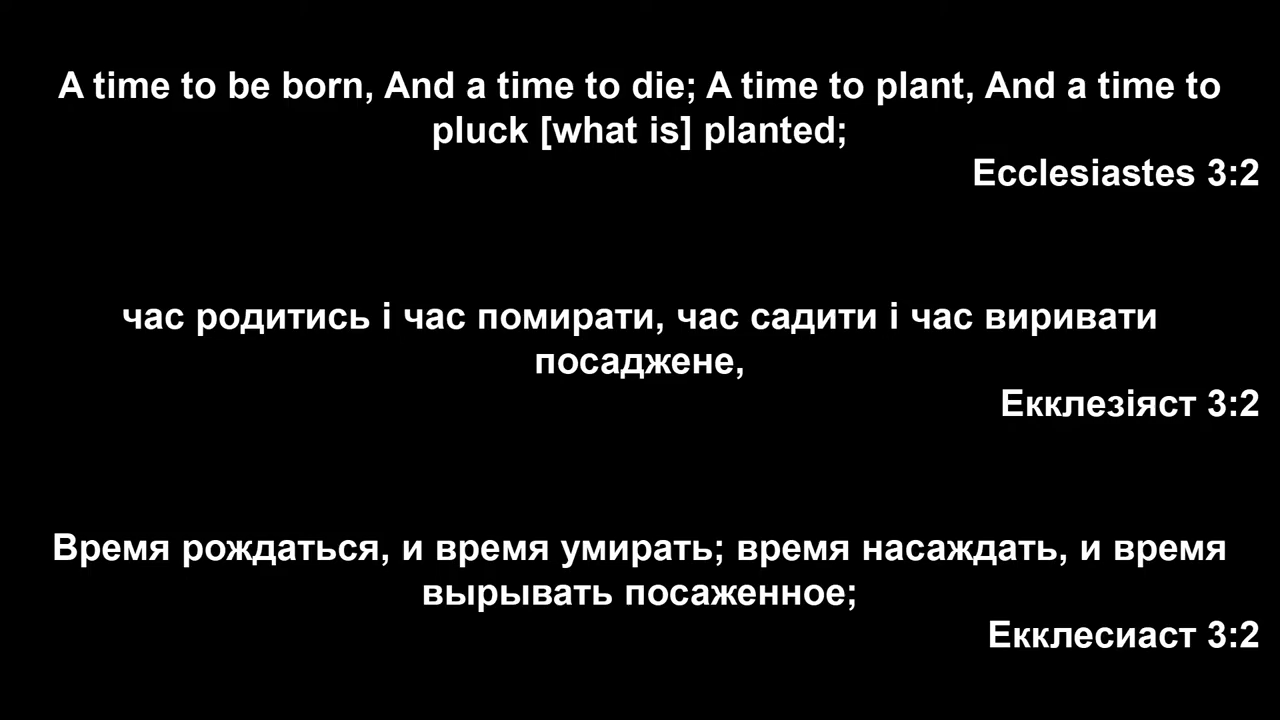 A time to be born, And a time to die; A time to plant, And a time to
pluck [what is] planted;
Ecclesiastes 3:2
час родитись і час помирати, час садити і час виривати
посаджене,
Екклезіяст 3:2
Время рождаться, и время умирать; время насаждать, и время
вырывать посаженное;
Екклесиаст 3:2